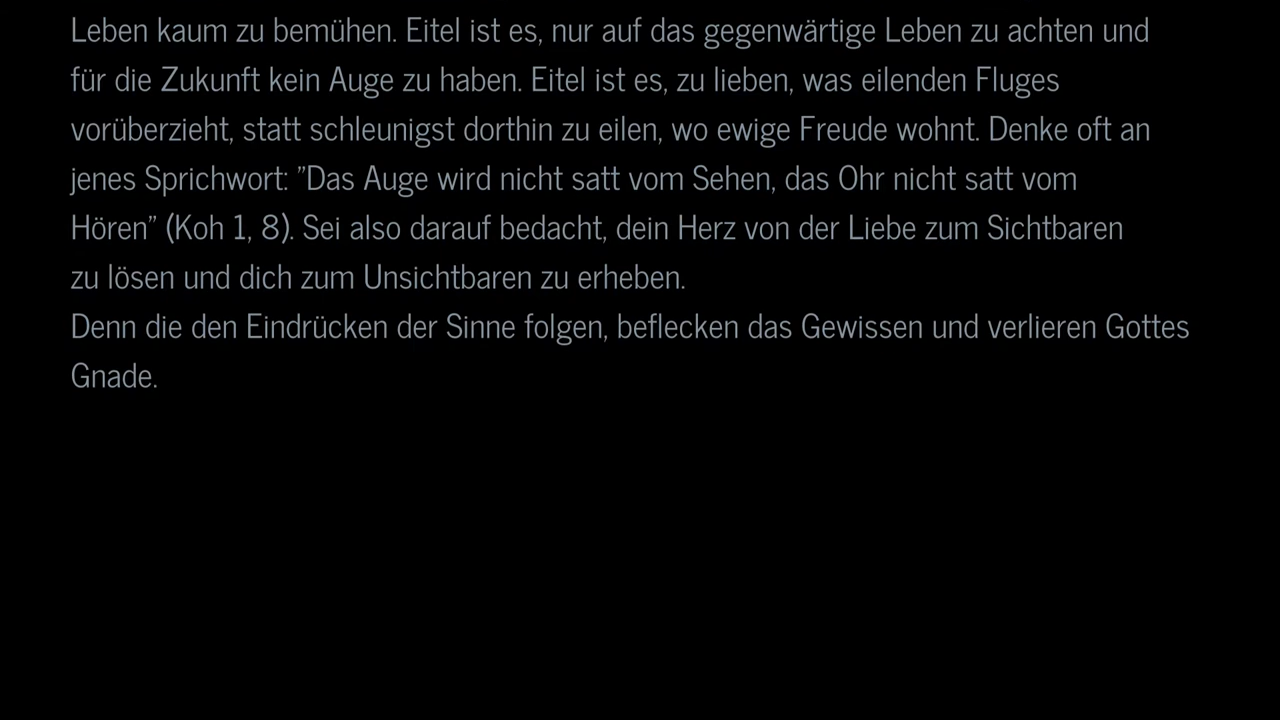 Leben kaum zu bemühen. Eitel ist es, nur auf das gegenwärtige Leben zu achten und
für die Zukunft kein Auge zu haben. Eitel ist es, zu lieben, was eilenden Fluges
vorüberzieht, statt schleunigst dorthin zu eilen, wo ewige Freude wohnt. Denke oft an
jenes Sprichwort: ”Das Auge wird nicht satt vom Sehen, das Ohr nicht satt vom
Hören” (Koh 1, 8). Sei also darauf bedacht, dein Herz von der Liebe zum Sichtbaren
zu lösen und dich zum Unsichtbaren zu erheben.
Denn die den Eindrücken der Sinne folgen, beflecken das Gewissen und verlieren Gottes
Gnade.